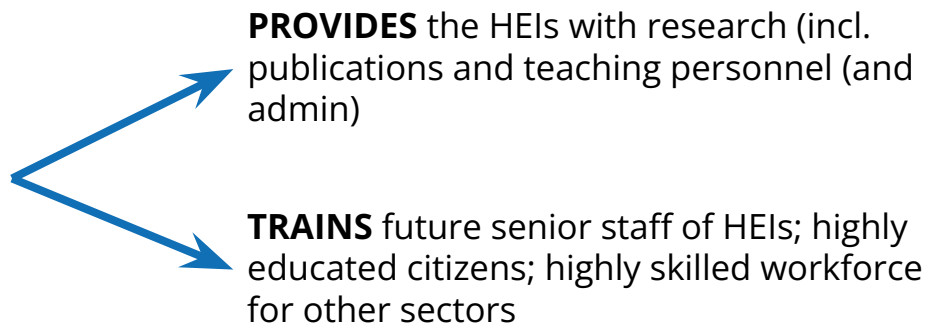 PROVIDES the HEIs with research (incl.
publications and teaching personnel (and
admin)
TRAINS future senior staff of HEIs; highly
educated citizens; highly skilled workforce
for other sectors